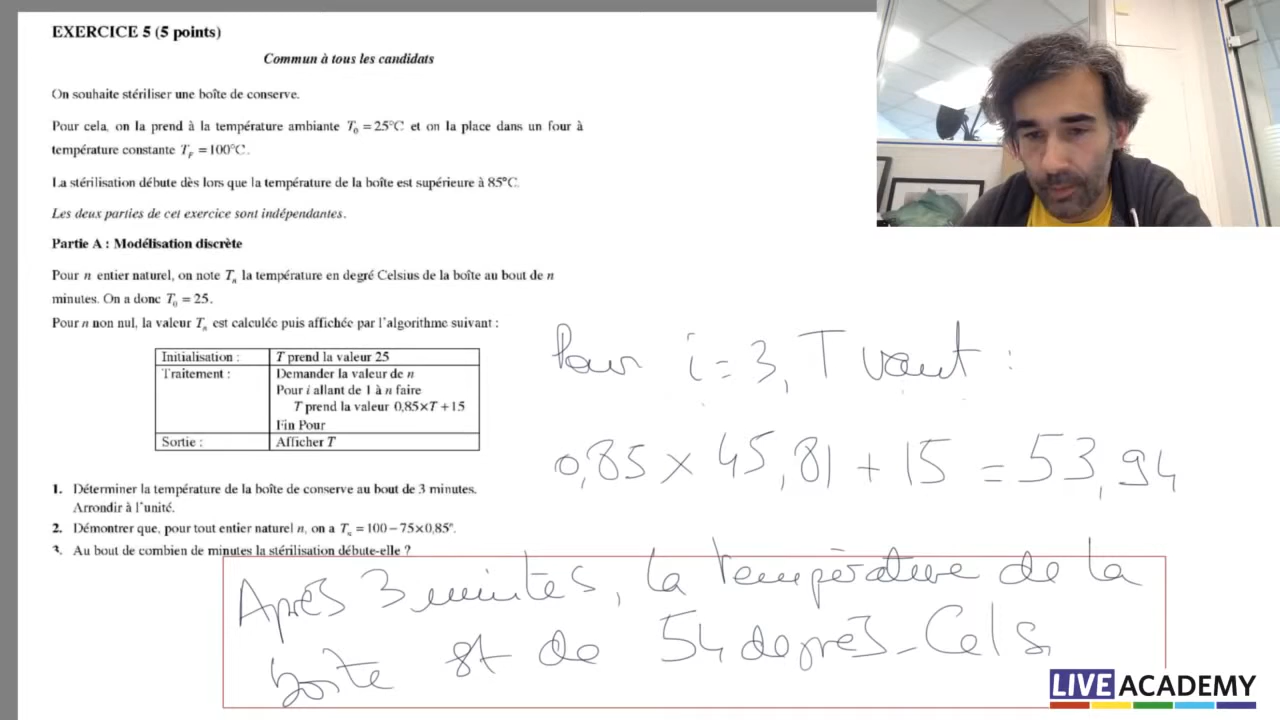 EXERCICE 5 (5 points)
Commun à tous les candidats
On souhaite stériliser une boîte de conserve.
Pour cela, on la prend à la température ambiante T₀ = 25°C et on la place dans un four à
température constante T_F = 100°C.
La stérilisation débute dès lors que la température de la boîte est supérieure à 85°C.
Les deux parties de cet exercice sont indépendantes.
Partie A : Modélisation discrète
Pour n entier naturel, on note Tₙ la température en degré Celsius de la boîte au bout de n
minutes. On a donc T₀ = 25.
Pour n non nul, la valeur Tₙ est calculée puis affichée par l'algorithme suivant :
Initialisation : T prend la valeur 25
Traitement : Demander la valeur de n
Pour i allant de 1 à n faire
T prend la valeur 0,85×T + 15
Fin Pour
Sortie : Afficher T
1. Déterminer la température de la boîte de conserve au bout de 3 minutes.
Arrondir à l'unité.
2. Démontrer que, pour tout entier naturel n, on a Tₙ = 100 – 75×0,85ⁿ.
3. Au bout de combien de minutes la stérilisation débute-elle ?
Pour i = 3, T vaut :
0,85 × 45,81 + 15 = 53,94
Après 3 minutes, la température de la
boîte est de 54 degrés Cels
LIVE ACADEMY